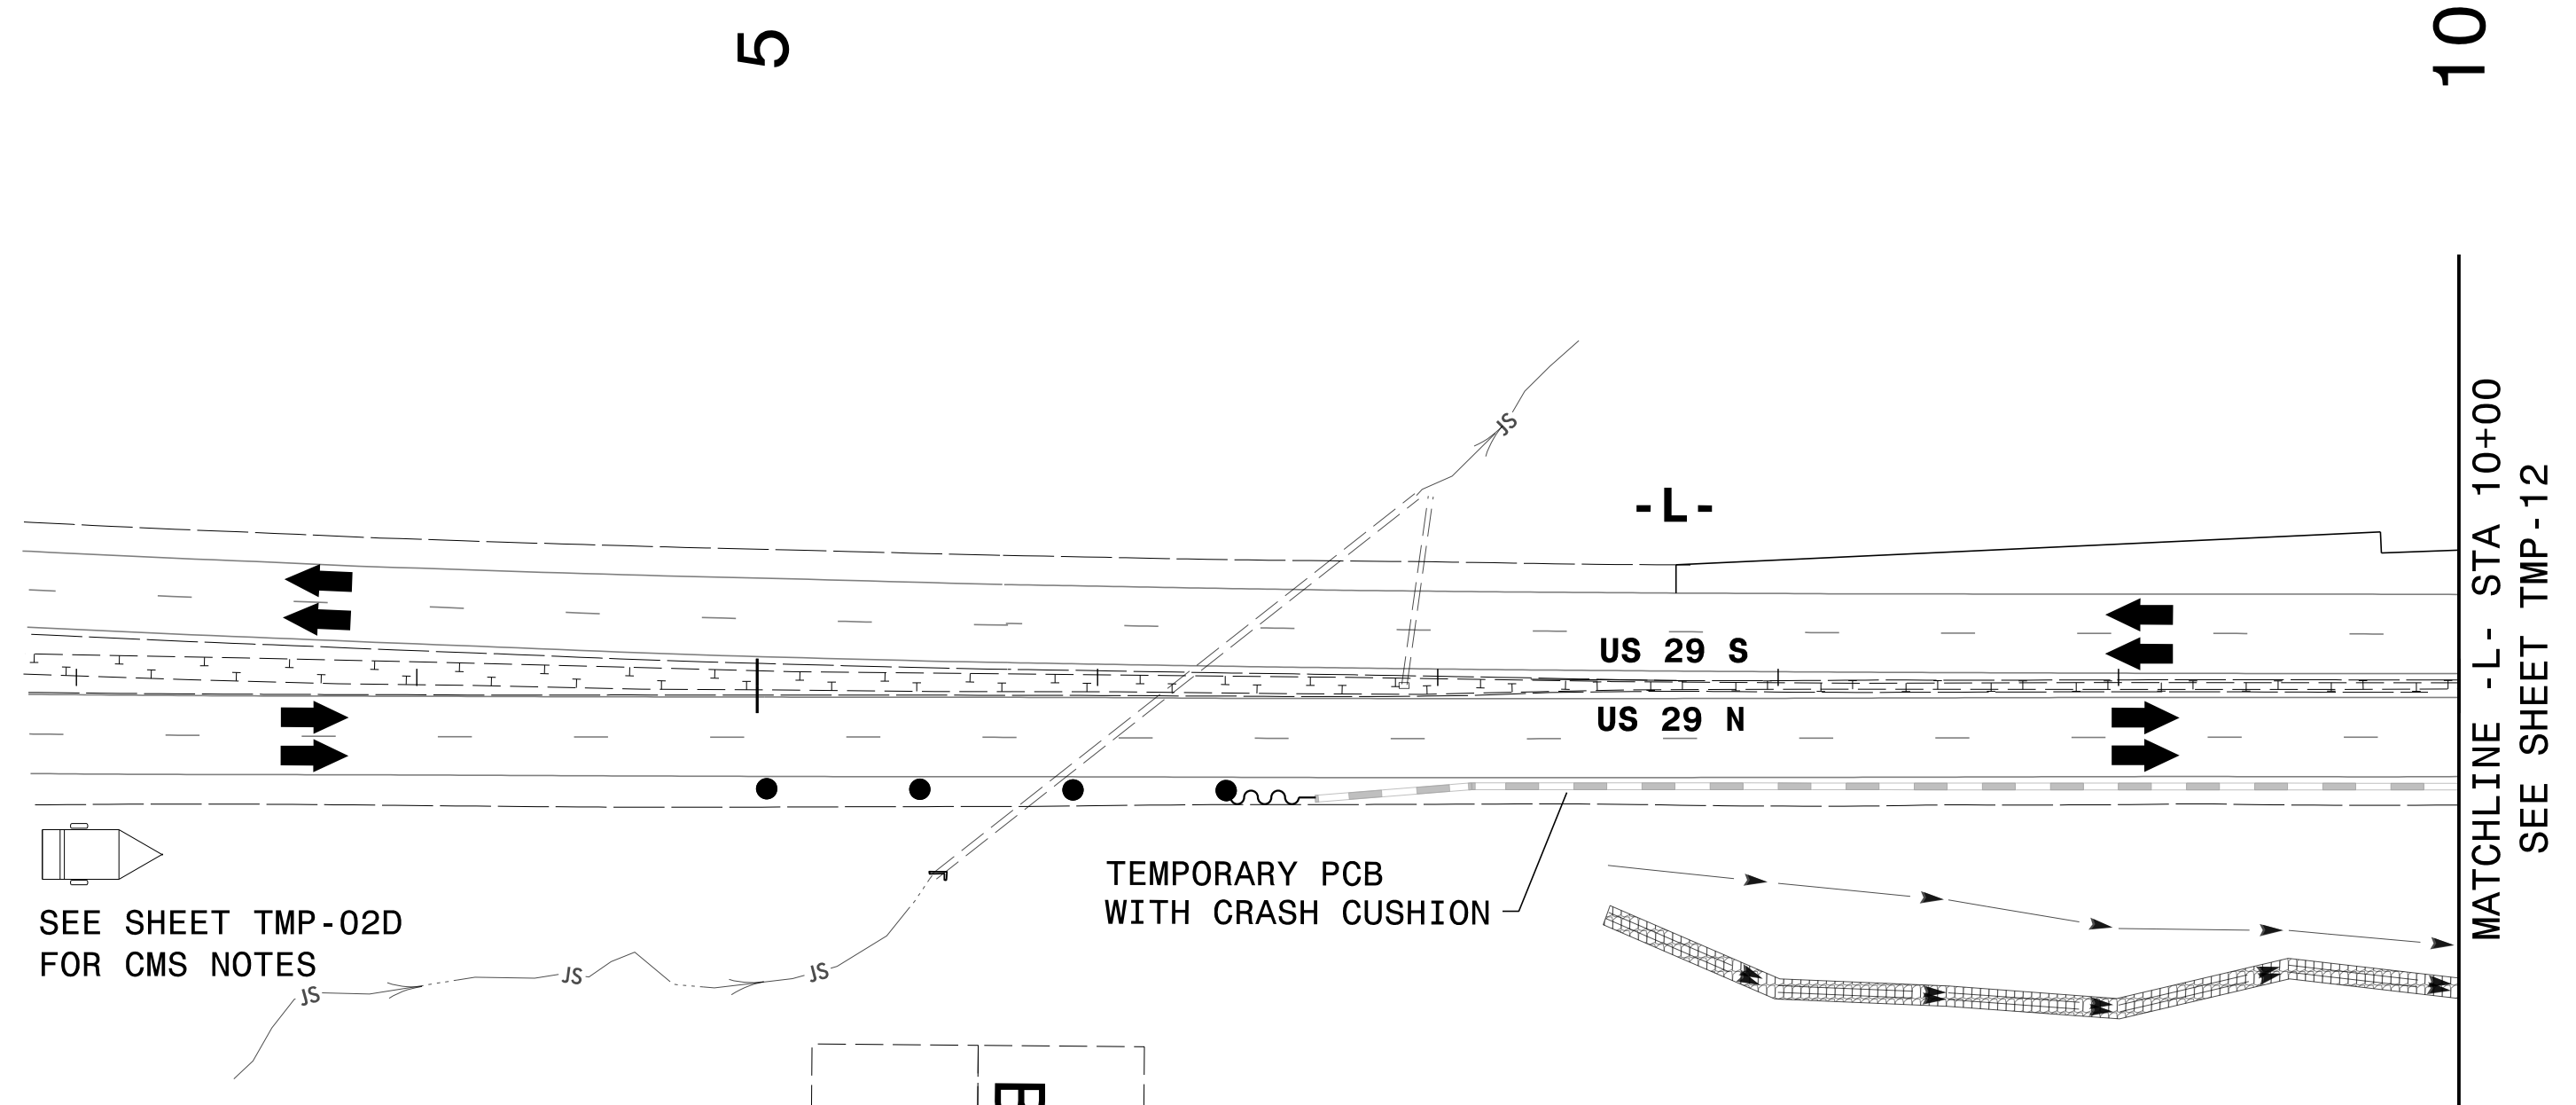 5
10
JS
-L-
US 29 S
US 29 N
TEMPORARY PCB
WITH CRASH CUSHION
SEE SHEET TMP-02D
FOR CMS NOTES
JS
JS
JS
MATCHLINE -L- STA 10+00
SEE SHEET TMP-12